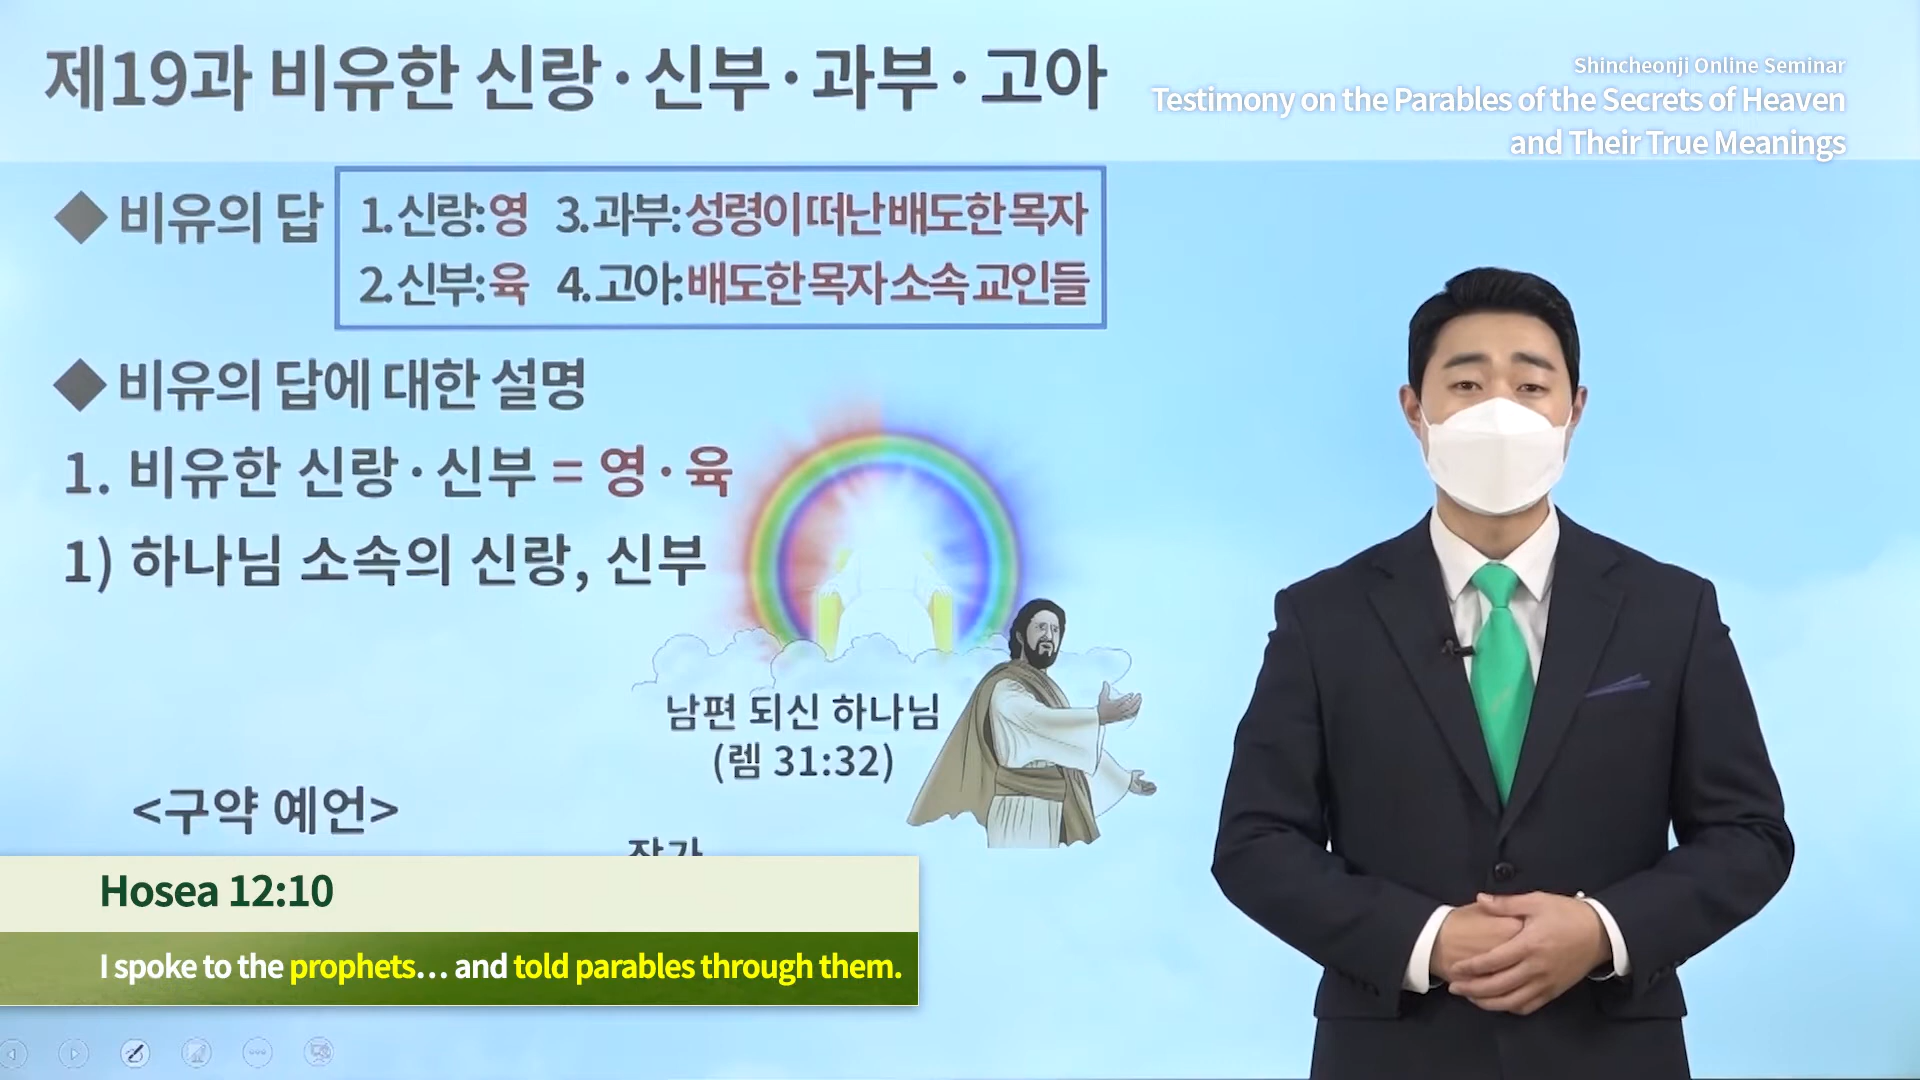 제19과 비유한 신랑·신부·과부·고아
Shincheonji Online Seminar
Testimony on the Parables of the Secrets of Heaven
and Their True Meanings
◆ 비유의 답
1. 신랑: 영 3. 과부: 성령이 떠난 배도한 목자
2. 신부: 육 4. 고아: 배도한 목자 소속 교인들
◆ 비유의 답에 대한 설명
1. 비유한 신랑·신부 = 영·육
1) 하나님 소속의 신랑, 신부
남편 되신 하나님
(렘 31:32)
<구약 예언>
Hosea 12:10
I spoke to the prophets… and told parables through them.